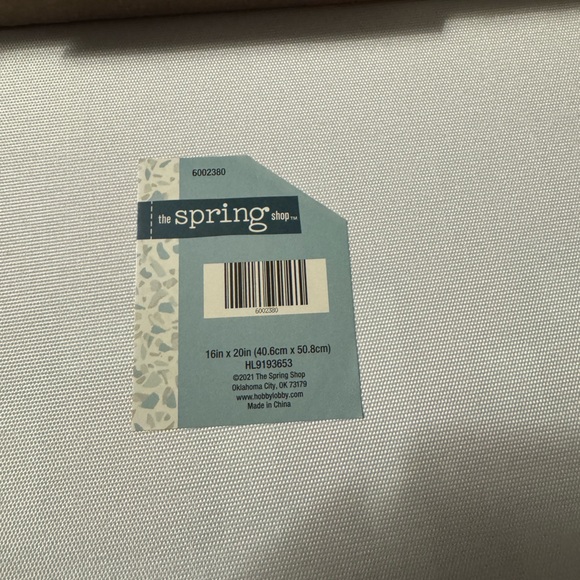 6002380
the spring shop™
6002380
16in x 20in (40.6cm x 50.8cm)
HL9193653
©2021 The Spring Shop
Oklahoma City, OK 73179
www.hobbylobby.com
Made in China